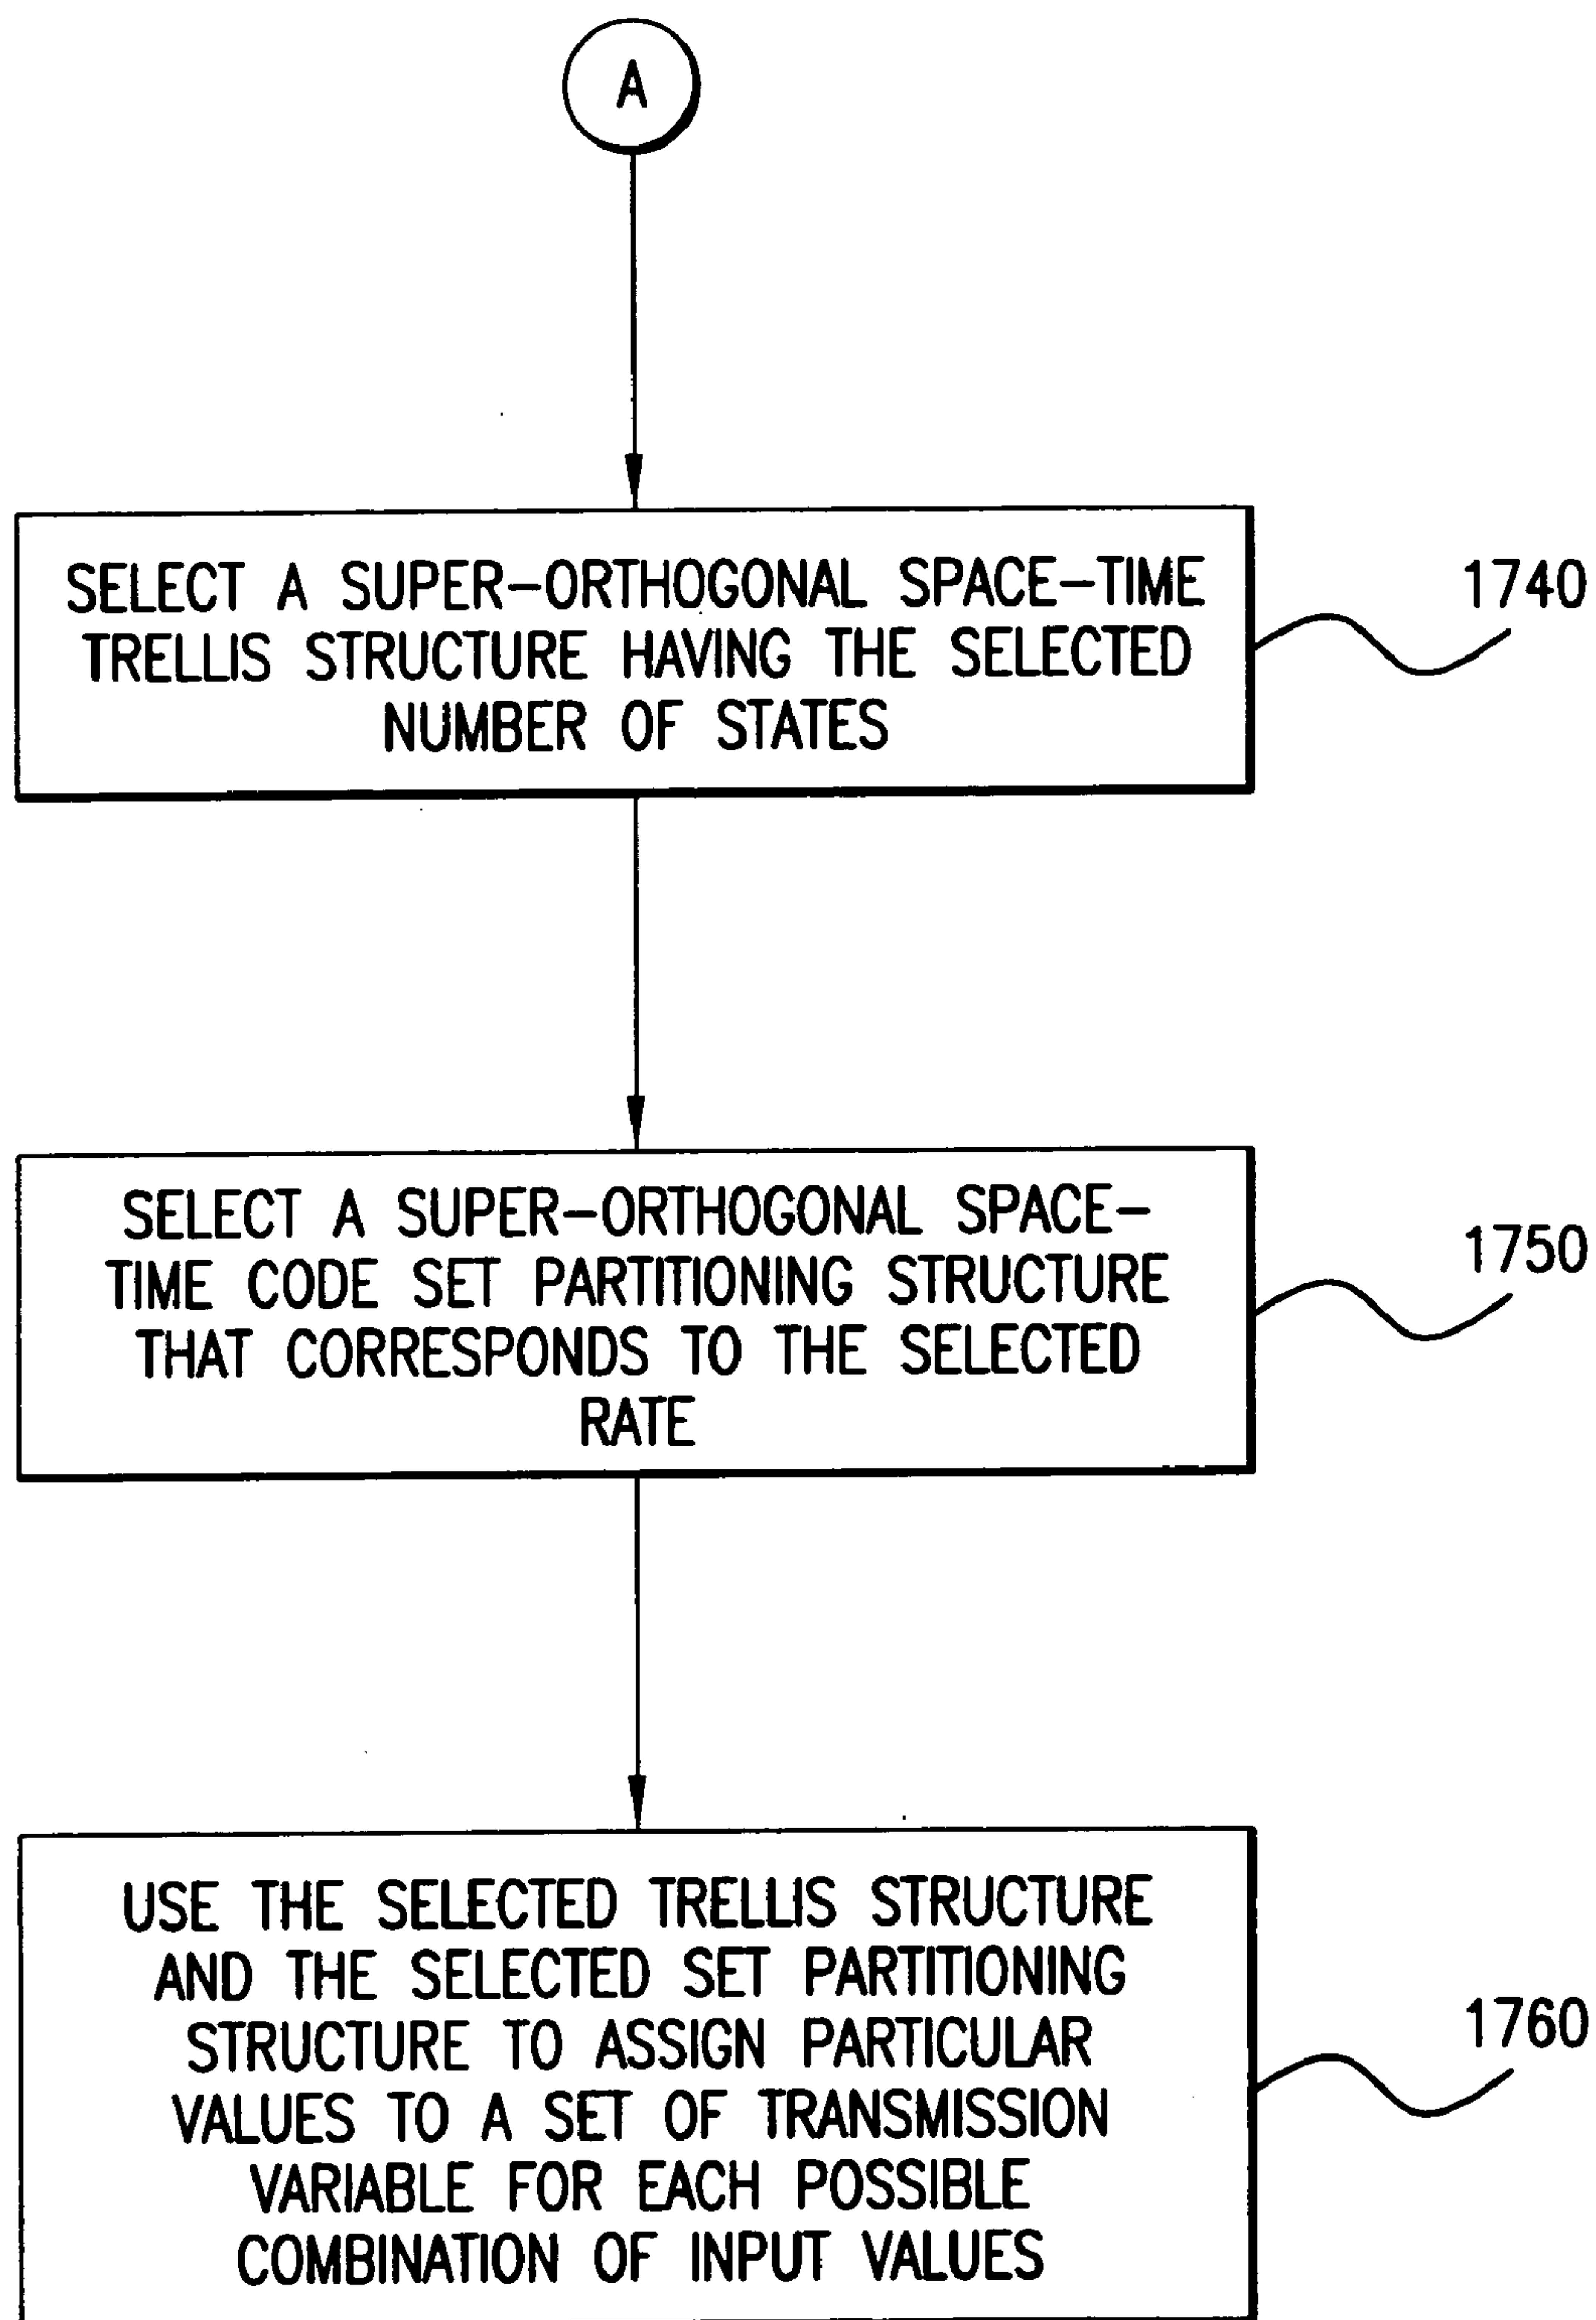 A
SELECT A SUPER-ORTHOGONAL SPACE-TIME
TRELLIS STRUCTURE HAVING THE SELECTED
NUMBER OF STATES
1740
SELECT A SUPER-ORTHOGONAL SPACE-
TIME CODE SET PARTITIONING STRUCTURE
THAT CORRESPONDS TO THE SELECTED
RATE
1750
USE THE SELECTED TRELLIS STRUCTURE
AND THE SELECTED SET PARTITIONING
STRUCTURE TO ASSIGN PARTICULAR
VALUES TO A SET OF TRANSMISSION
VARIABLE FOR EACH POSSIBLE
COMBINATION OF INPUT VALUES
1760